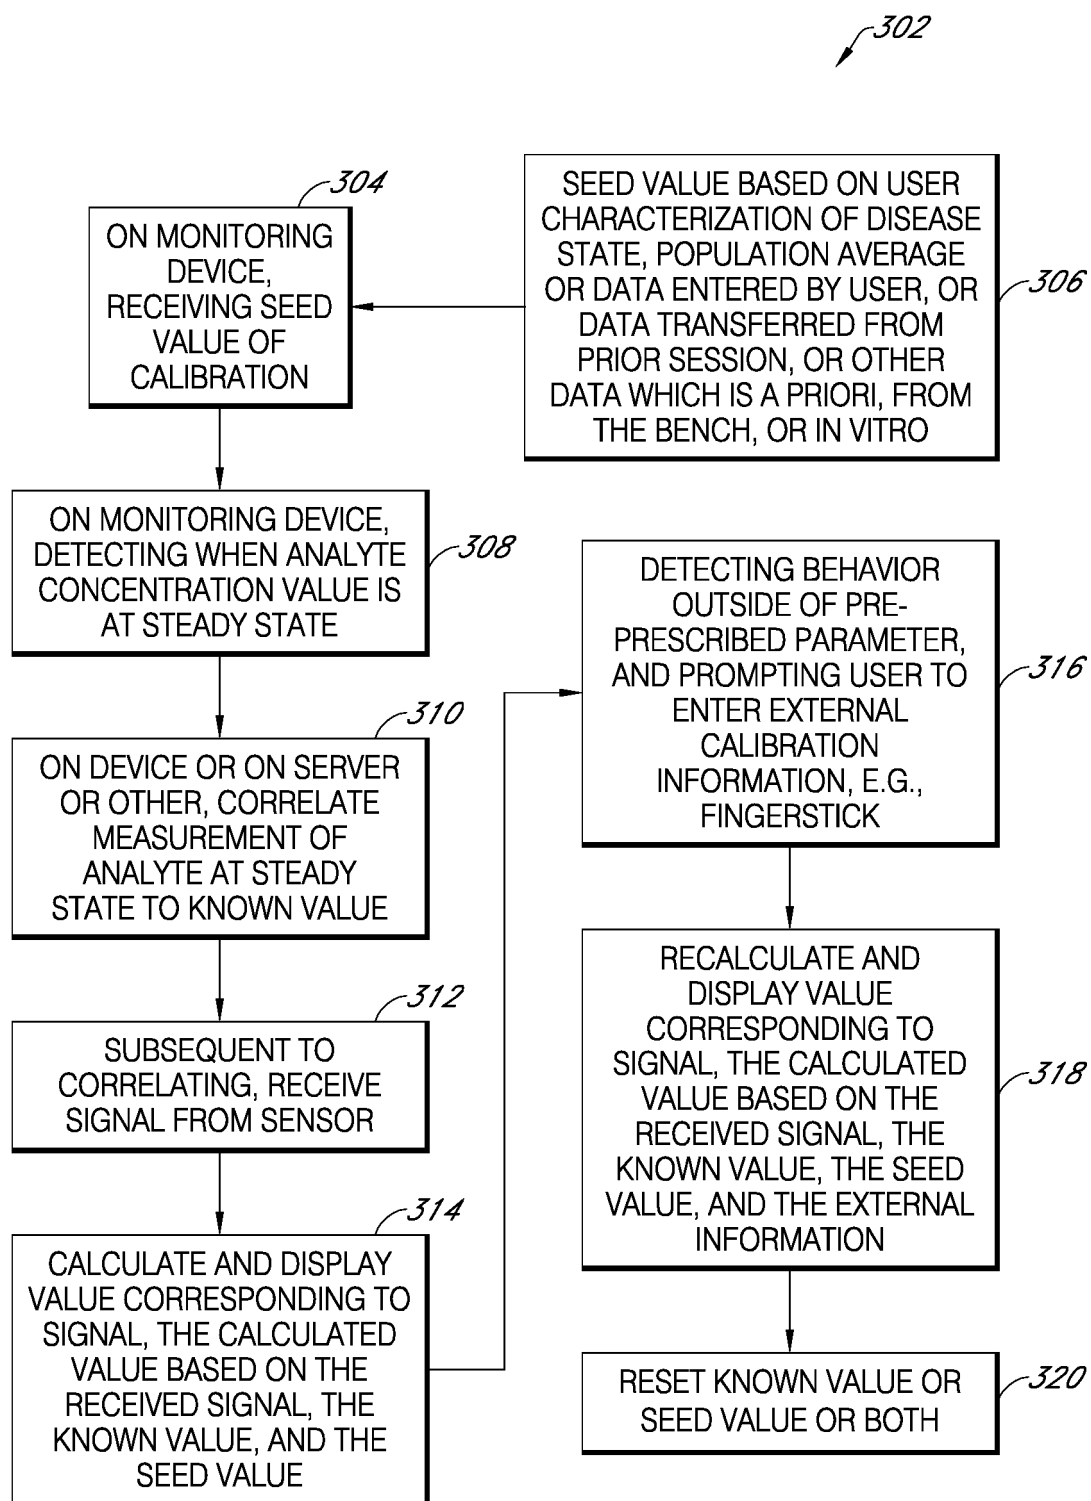 302
304
ON MONITORING
DEVICE,
RECEIVING SEED
VALUE OF
CALIBRATION
SEED VALUE BASED ON USER
CHARACTERIZATION OF DISEASE
STATE, POPULATION AVERAGE
OR DATA ENTERED BY USER, OR
DATA TRANSFERRED FROM
PRIOR SESSION, OR OTHER
DATA WHICH IS A PRIORI, FROM
THE BENCH, OR IN VITRO
306
ON MONITORING DEVICE,
DETECTING WHEN ANALYTE
CONCENTRATION VALUE IS
AT STEADY STATE
308
310
ON DEVICE OR ON SERVER
OR OTHER, CORRELATE
MEASUREMENT OF
ANALYTE AT STEADY
STATE TO KNOWN VALUE
312
SUBSEQUENT TO
CORRELATING, RECEIVE
SIGNAL FROM SENSOR
314
CALCULATE AND DISPLAY
VALUE CORRESPONDING TO
SIGNAL, THE CALCULATED
VALUE BASED ON THE
RECEIVED SIGNAL, THE
KNOWN VALUE, AND THE
SEED VALUE
DETECTING BEHAVIOR
OUTSIDE OF PRE-
PRESCRIBED PARAMETER,
AND PROMPTING USER TO
ENTER EXTERNAL
CALIBRATION
INFORMATION, E.G.,
FINGERSTICK
316
RECALCULATE AND
DISPLAY VALUE
CORRESPONDING TO
SIGNAL, THE CALCULATED
VALUE BASED ON THE
RECEIVED SIGNAL, THE
KNOWN VALUE, THE SEED
VALUE, AND THE EXTERNAL
INFORMATION
318
RESET KNOWN VALUE OR
SEED VALUE OR BOTH
320